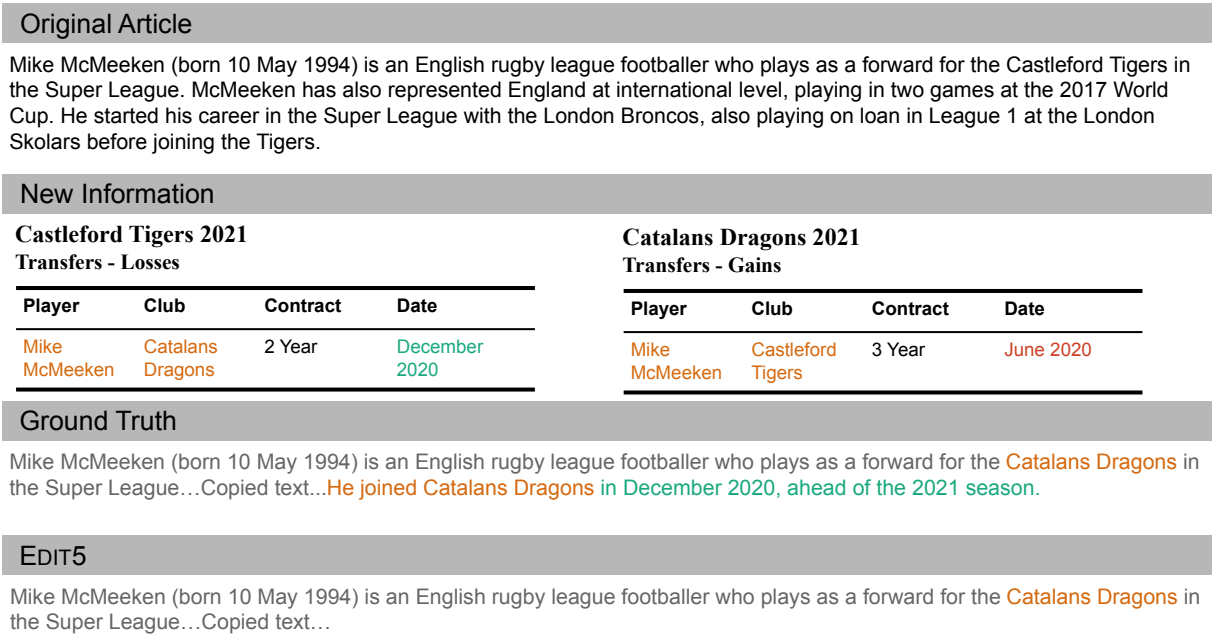 Original Article
Mike McMeeken (born 10 May 1994) is an English rugby league footballer who plays as a forward for the Castleford Tigers in
the Super League. McMeeken has also represented England at international level, playing in two games at the 2017 World
Cup. He started his career in the Super League with the London Broncos, also playing on loan in League 1 at the London
Skolars before joining the Tigers.
New Information
Castleford Tigers 2021
Transfers - Losses
Player Club Contract Date
Mike Catalans 2 Year December
McMeeken Dragons 2020
Catalans Dragons 2021
Transfers - Gains
Player Club Contract Date
Mike Castleford 3 Year June 2020
McMeeken Tigers
Ground Truth
Mike McMeeken (born 10 May 1994) is an English rugby league footballer who plays as a forward for the Catalans Dragons in
the Super League…Copied text...He joined Catalans Dragons in December 2020, ahead of the 2021 season.
EDIT5
Mike McMeeken (born 10 May 1994) is an English rugby league footballer who plays as a forward for the Catalans Dragons in
the Super League…Copied text…